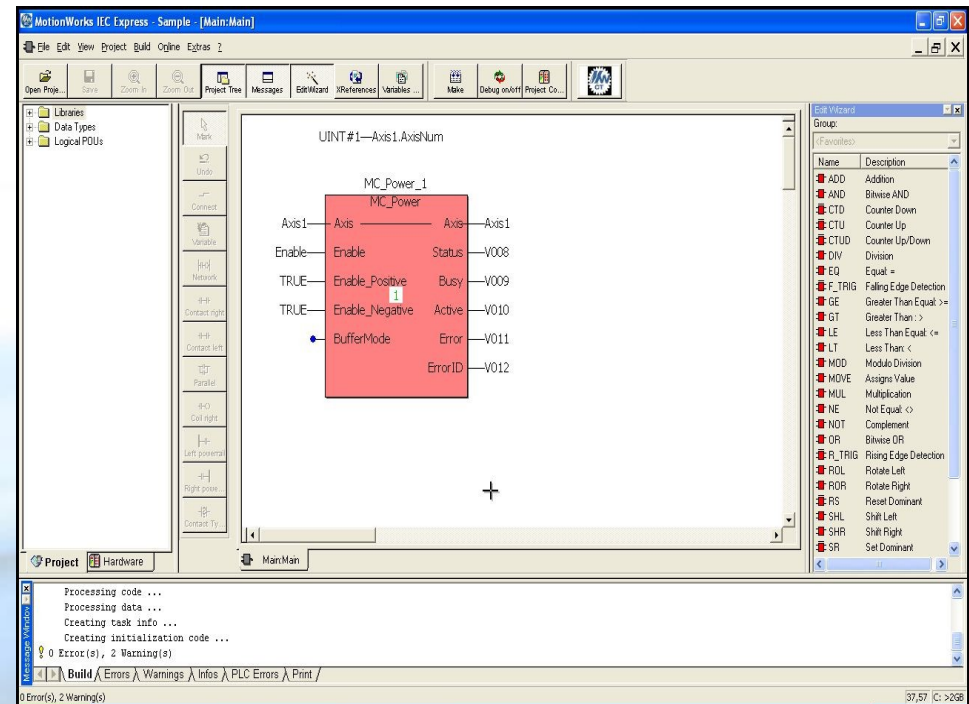 MotionWorks IEC Express - Sample - [Main:Main]
File Edit View Project Build Online Extras ?
Open Proje... Save Zoom In Zoom Out Project Tree Messages EditWizard XReferences Variables ... Make Debug on/off Project Co...
Libraries
Data Types
Logical POUs
Project Hardware
Mark
Undo
Connect
Variable
Network
Contact right
Contact left
Parallel
Coil right
Left powerrail
Right powe...
Contact Ty...
UINT#1—Axis1.AxisNum
MC_Power_1
MC_Power
Axis1 Axis Axis Axis1
Enable Enable Status V008
TRUE Enable_Positive Busy V009
1
TRUE Enable_Negative Active V010
BufferMode Error V011
ErrorID V012
Main:Main
Edit Wizard
Group:
<Favorites>
Name Description
ADD Addition
AND Bitwise AND
CTD Counter Down
CTU Counter Up
CTUD Counter Up/Down
DIV Division
EQ Equal: =
F_TRIG Falling Edge Detection
GE Greater Than Equal: >=
GT Greater Than : >
LE Less Than Equal: <=
LT Less Than: <
MOD Modulo Division
MOVE Assigns Value
MUL Multiplication
NE Not Equal: <>
NOT Complement
OR Bitwise OR
R_TRIG Rising Edge Detection
ROL Rotate Left
ROR Rotate Right
RS Reset Dominant
SHL Shift Left
SHR Shift Right
SR Set Dominant
Message Window
Processing code ...
Processing data ...
Creating task info ...
Creating initialization code ...
0 Error(s), 2 Warning(s)
Build Errors Warnings Infos PLC Errors Print
0 Error(s), 2 Warning(s)
37,57 C: >2GB